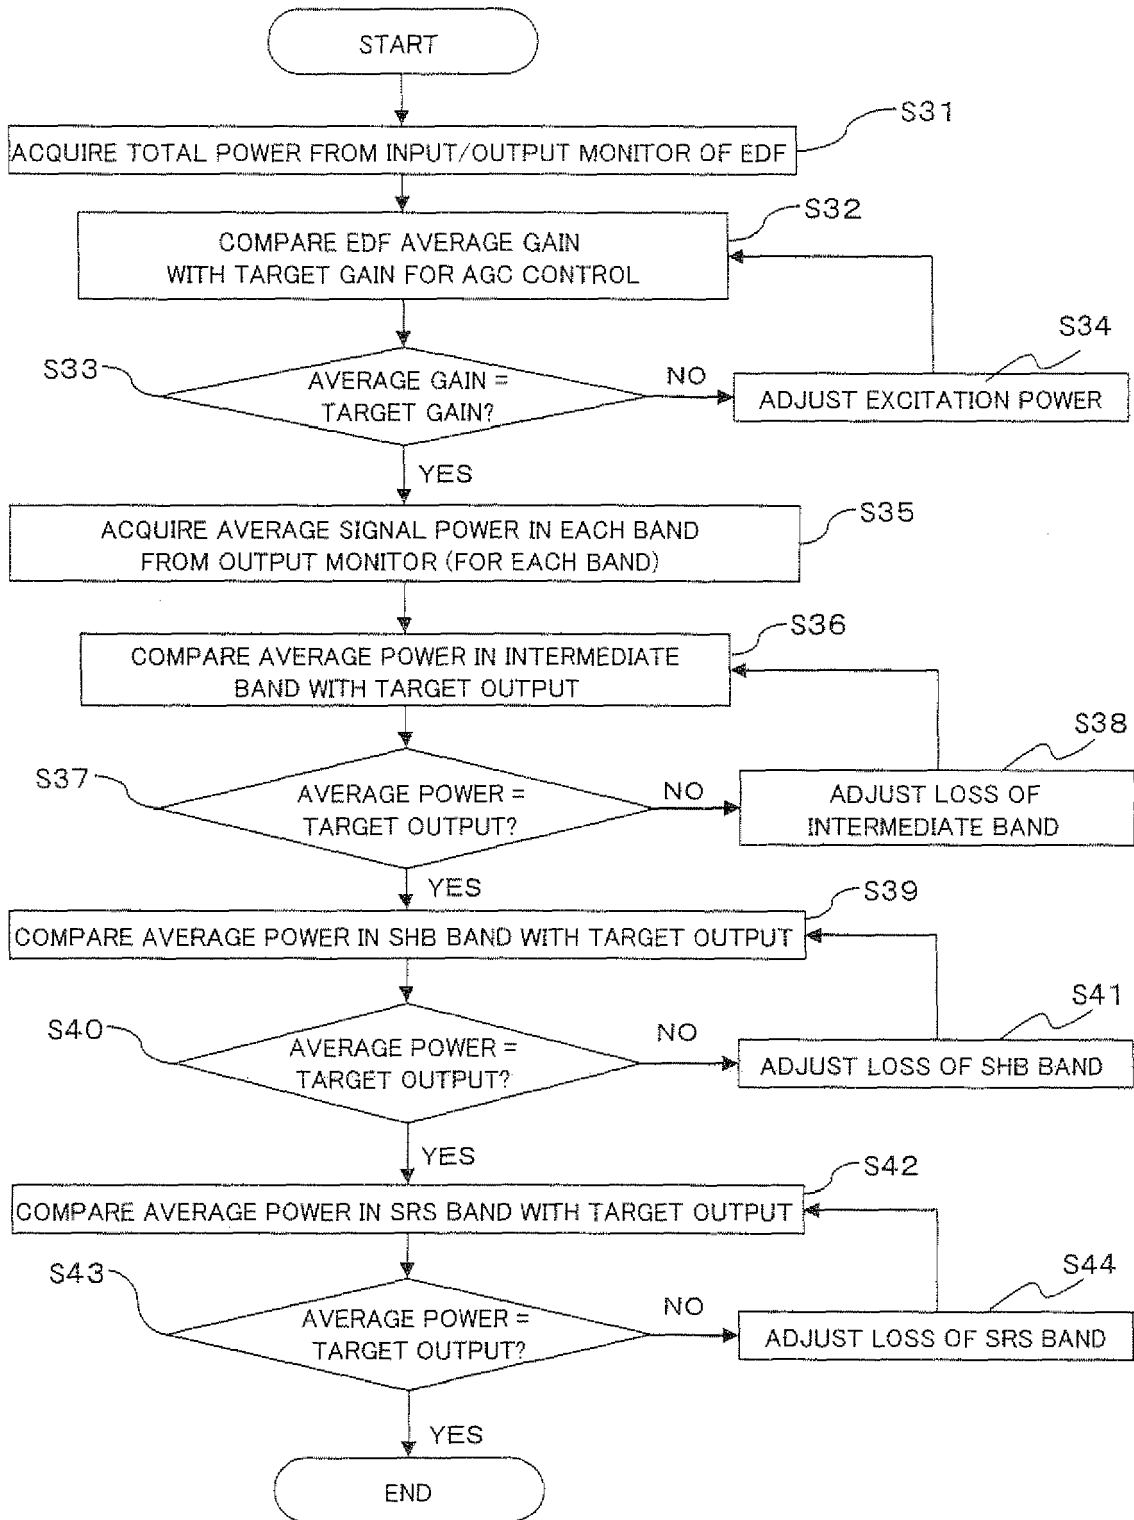 START
S31
ACQUIRE TOTAL POWER FROM INPUT/OUTPUT MONITOR OF EDF
S32
COMPARE EDF AVERAGE GAIN
WITH TARGET GAIN FOR AGC CONTROL
S33
AVERAGE GAIN =
TARGET GAIN?
NO
S34
ADJUST EXCITATION POWER
YES
S35
ACQUIRE AVERAGE SIGNAL POWER IN EACH BAND
FROM OUTPUT MONITOR (FOR EACH BAND)
S36
COMPARE AVERAGE POWER IN INTERMEDIATE
BAND WITH TARGET OUTPUT
S37
AVERAGE POWER =
TARGET OUTPUT?
NO
S38
ADJUST LOSS OF
INTERMEDIATE BAND
YES
S39
COMPARE AVERAGE POWER IN SHB BAND WITH TARGET OUTPUT
S40
AVERAGE POWER =
TARGET OUTPUT?
NO
S41
ADJUST LOSS OF SHB BAND
YES
S42
COMPARE AVERAGE POWER IN SRS BAND WITH TARGET OUTPUT
S43
AVERAGE POWER =
TARGET OUTPUT?
NO
S44
ADJUST LOSS OF SRS BAND
YES
END